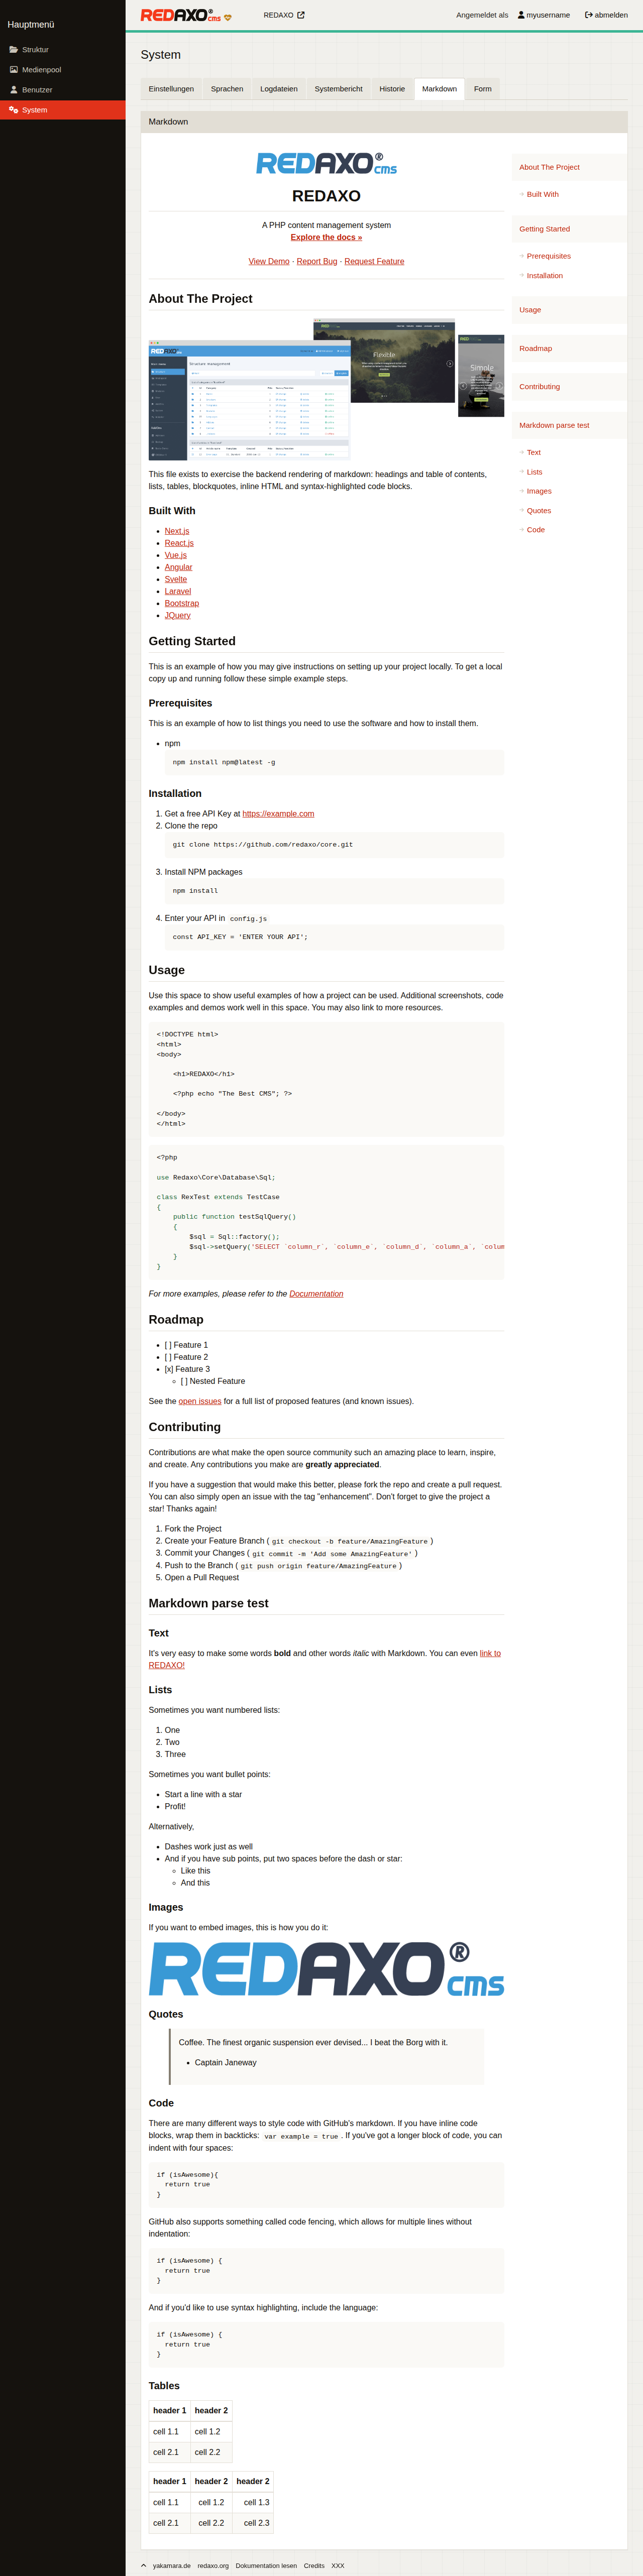 Hauptmenü
Struktur
Medienpool
Benutzer
System
REDAXO® cms
REDAXO
Angemeldet als myusername abmelden
System
Einstellungen Sprachen Logdateien Systembericht Historie Markdown Form
Markdown
REDAXO® cms
REDAXO
A PHP content management system
Explore the docs »
View Demo · Report Bug · Request Feature
About The Project
REDAXO
Structure management
Flexible
Simple
This file exists to exercise the backend rendering of markdown: headings and table of contents,
lists, tables, blockquotes, inline HTML and syntax-highlighted code blocks.
Built With
Next.js
React.js
Vue.js
Angular
Svelte
Laravel
Bootstrap
JQuery
Getting Started
This is an example of how you may give instructions on setting up your project locally. To get a local
copy up and running follow these simple example steps.
Prerequisites
This is an example of how to list things you need to use the software and how to install them.
npm
npm install npm@latest -g
Installation
1. Get a free API Key at https://example.com
2. Clone the repo
git clone https://github.com/redaxo/core.git
3. Install NPM packages
npm install
4. Enter your API in config.js
const API_KEY = 'ENTER YOUR API';
Usage
Use this space to show useful examples of how a project can be used. Additional screenshots, code
examples and demos work well in this space. You may also link to more resources.
<!DOCTYPE html>
<html>
<body>
<h1>REDAXO</h1>
<?php echo "The Best CMS"; ?>
</body>
</html>
<?php
use Redaxo\Core\Database\Sql;
class RexTest extends TestCase
{
public function testSqlQuery()
{
$sql = Sql::factory();
$sql->setQuery('SELECT `column_r`, `column_e`, `column_d`, `column_a`, `colum
}
}
For more examples, please refer to the Documentation
Roadmap
[ ] Feature 1
[ ] Feature 2
[x] Feature 3
[ ] Nested Feature
See the open issues for a full list of proposed features (and known issues).
Contributing
Contributions are what make the open source community such an amazing place to learn, inspire,
and create. Any contributions you make are greatly appreciated.
If you have a suggestion that would make this better, please fork the repo and create a pull request.
You can also simply open an issue with the tag "enhancement". Don't forget to give the project a
star! Thanks again!
1. Fork the Project
2. Create your Feature Branch ( git checkout -b feature/AmazingFeature )
3. Commit your Changes ( git commit -m 'Add some AmazingFeature' )
4. Push to the Branch ( git push origin feature/AmazingFeature )
5. Open a Pull Request
Markdown parse test
Text
It's very easy to make some words bold and other words italic with Markdown. You can even link to
REDAXO!
Lists
Sometimes you want numbered lists:
1. One
2. Two
3. Three
Sometimes you want bullet points:
Start a line with a star
Profit!
Alternatively,
Dashes work just as well
And if you have sub points, put two spaces before the dash or star:
Like this
And this
Images
If you want to embed images, this is how you do it:
REDAXO® cms
Quotes
Coffee. The finest organic suspension ever devised... I beat the Borg with it.
Captain Janeway
Code
There are many different ways to style code with GitHub's markdown. If you have inline code
blocks, wrap them in backticks: var example = true . If you've got a longer block of code, you can
indent with four spaces:
if (isAwesome){
return true
}
GitHub also supports something called code fencing, which allows for multiple lines without
indentation:
if (isAwesome) {
return true
}
And if you'd like to use syntax highlighting, include the language:
if (isAwesome) {
return true
}
Tables
header 1 header 2
cell 1.1 cell 1.2
cell 2.1 cell 2.2
header 1 header 2 header 2
cell 1.1 cell 1.2 cell 1.3
cell 2.1 cell 2.2 cell 2.3
About The Project
Built With
Getting Started
Prerequisites
Installation
Usage
Roadmap
Contributing
Markdown parse test
Text
Lists
Images
Quotes
Code
yakamara.de redaxo.org Dokumentation lesen Credits XXX